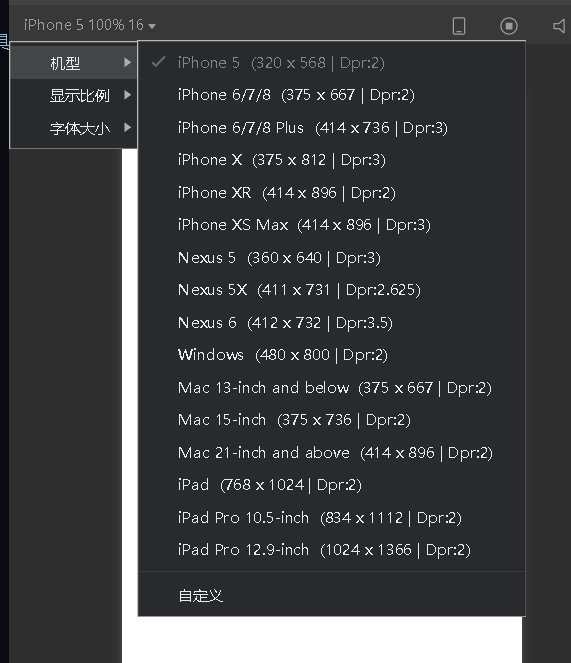 iPhone 5 100% 16
机型
显示比例
字体大小
iPhone 5 (320 x 568 | Dpr:2)
iPhone 6/7/8 (375 x 667 | Dpr:2)
iPhone 6/7/8 Plus (414 x 736 | Dpr:3)
iPhone X (375 x 812 | Dpr:3)
iPhone XR (414 x 896 | Dpr:2)
iPhone XS Max (414 x 896 | Dpr:3)
Nexus 5 (360 x 640 | Dpr:3)
Nexus 5X (411 x 731 | Dpr:2.625)
Nexus 6 (412 x 732 | Dpr:3.5)
Windows (480 x 800 | Dpr:2)
Mac 13-inch and below (375 x 667 | Dpr:2)
Mac 15-inch (375 x 736 | Dpr:2)
Mac 21-inch and above (414 x 896 | Dpr:2)
iPad (768 x 1024 | Dpr:2)
iPad Pro 10.5-inch (834 x 1112 | Dpr:2)
iPad Pro 12.9-inch (1024 x 1366 | Dpr:2)
自定义